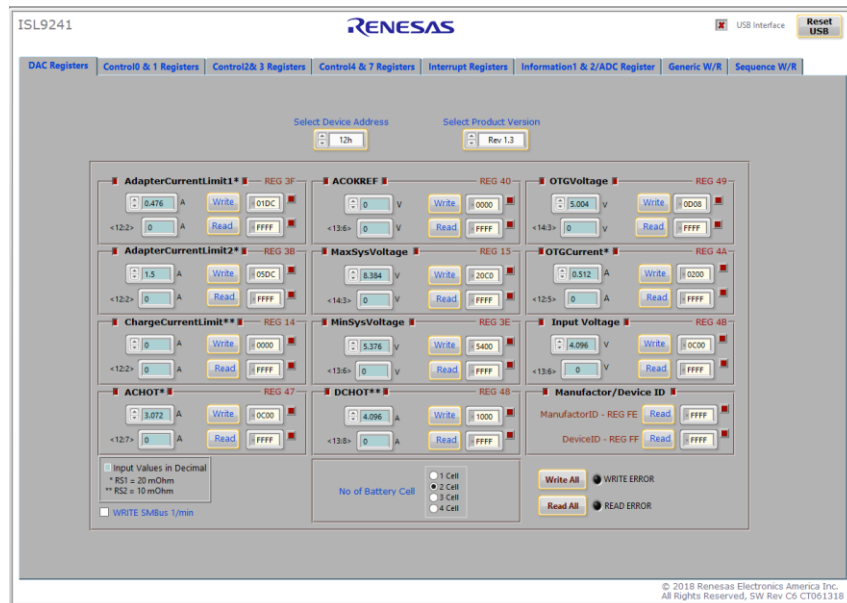 ISL9241
RENESAS
USB Interface
Reset USB
DAC Registers Control0 & 1 Registers Control2& 3 Registers Control4 & 7 Registers Interrupt Registers Information1 & 2/ADC Register Generic W/R Sequence W/R
Select Device Address Select Product Version
12h Rev 1.3
AdapterCurrentLimit1* REG 3F ACOKREF REG 40 OTGVoltage REG 49
0.476 A Write 01DC 0 V Write 0000 5.004 V Write 0D08
<12:2> 0 A Read FFFF <13:6> 0 V Read FFFF <14:3> 0 V Read FFFF
AdapterCurrentLimit2* REG 3B MaxSysVoltage REG 15 OTGCurrent* REG 4A
1.5 A Write 05DC 8.384 V Write 20C0 0.512 A Write 0200
<12:2> 0 A Read FFFF <14:3> 0 V Read FFFF <12:5> 0 A Read FFFF
ChargeCurrentLimit** REG 14 MinSysVoltage REG 3E Input Voltage REG 4B
0 A Write 0000 5.376 V Write 5400 4.096 V Write 0C00
<12:2> 0 A Read FFFF <13:6> 0 V Read FFFF <13:6> 0 V Read FFFF
ACHOT* REG 47 DCHOT** REG 48 Manufactor/Device ID
3.072 A Write 0C00 4.096 A Write 1000 ManufactorID - REG FE Read FFFF
<12:7> 0 A Read FFFF <13:8> 0 A Read FFFF DeviceID - REG FF Read FFFF
Input Values in Decimal
* RS1 = 20 mOhm
** RS2 = 10 mOhm
WRITE SMBus 1/min
No of Battery Cell
1 Cell
2 Cell
3 Cell
4 Cell
Write All WRITE ERROR
Read All READ ERROR
© 2018 Renesas Electronics America Inc.
All Rights Reserved, SW Rev C6 CT061318